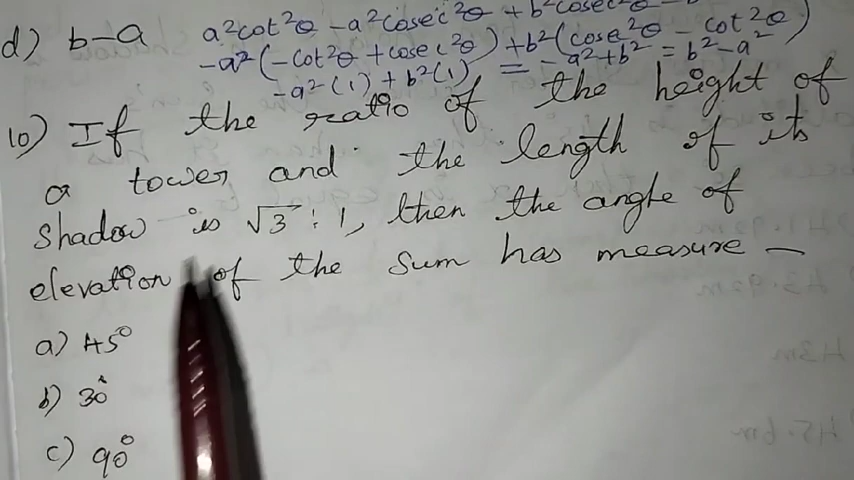 d) b-a a²cot²θ - a²cosec²θ + b²cosec²θ -
-a²(-cot²θ + cosec²θ) + b²(cosec²θ - cot²θ)
-a²(1) + b²(1) = -a² + b² = b² - a²
10) If the ratio of the height of
a tower and the length of its
shadow is √3 : 1, then the angle of
elevation of the sum has measure —
a) 45°
b) 30°
c) 90°